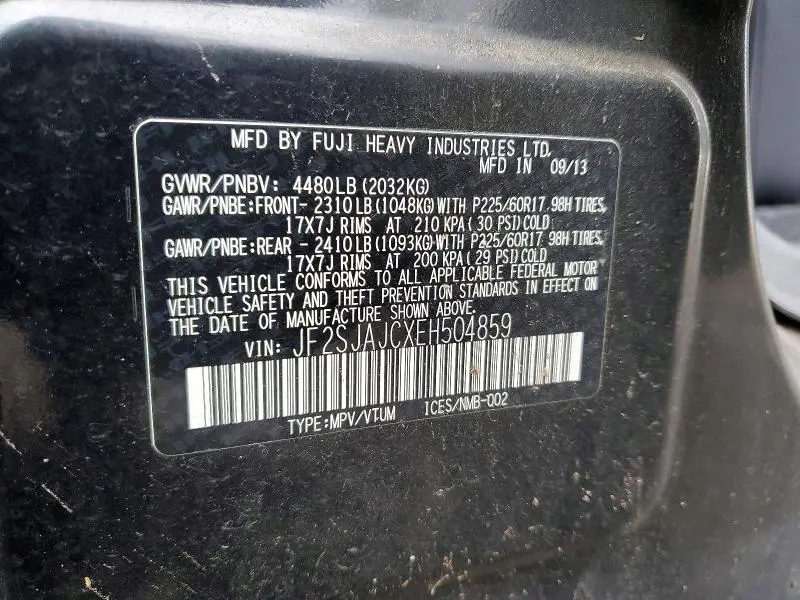 MFD BY FUJI HEAVY INDUSTRIES LTD.
MFD IN 09/13
GVWR/PNBV: 4480LB(2032KG)
GAWR/PNBE:FRONT- 2310LB(1048KG)WITH P225/60R17 98H TIRES,
17X7J RIMS AT 210 KPA( 30 PSI)COLD
GAWR/PNBE:REAR - 2410LB(1093KG)WITH P225/60R17 98H TIRES,
17X7J RIMS AT 200 KPA( 29 PSI)COLD
THIS VEHICLE CONFORMS TO ALL APPLICABLE FEDERAL MOTOR
VEHICLE SAFETY AND THEFT PREVENTION STANDARDS IN EFFECT ON
THE DATE OF MANUFACTURE SHOWN ABOVE.
VIN: JF2SJAJCXEH504859
TYPE:MPV/VTUM ICES/NMB-002